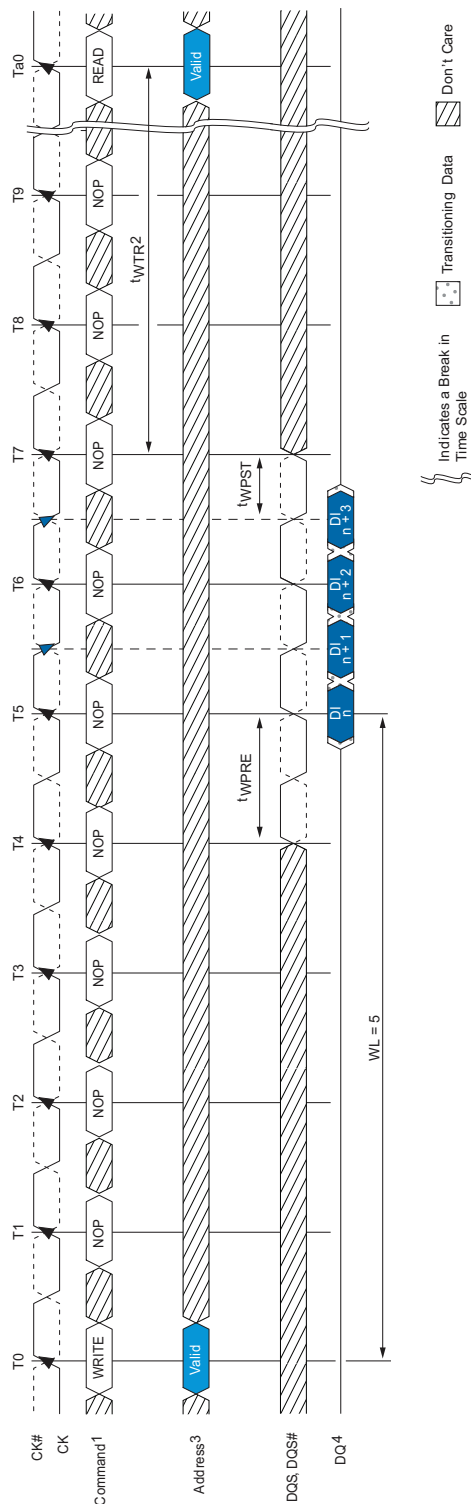 T0 T1 T2 T3 T4 T5 T6 T7 T8 T9 Ta0
CK#
CK
Command1 WRITE NOP NOP NOP NOP NOP NOP NOP NOP NOP READ
tWTR2
Address3 Valid Valid
tWPRE tWPST
DQS, DQS#
DQ4 DI n DI n + 1 DI n + 2 DI n + 3
WL = 5
Indicates a Break in
Time Scale
Transitioning Data
Don't Care